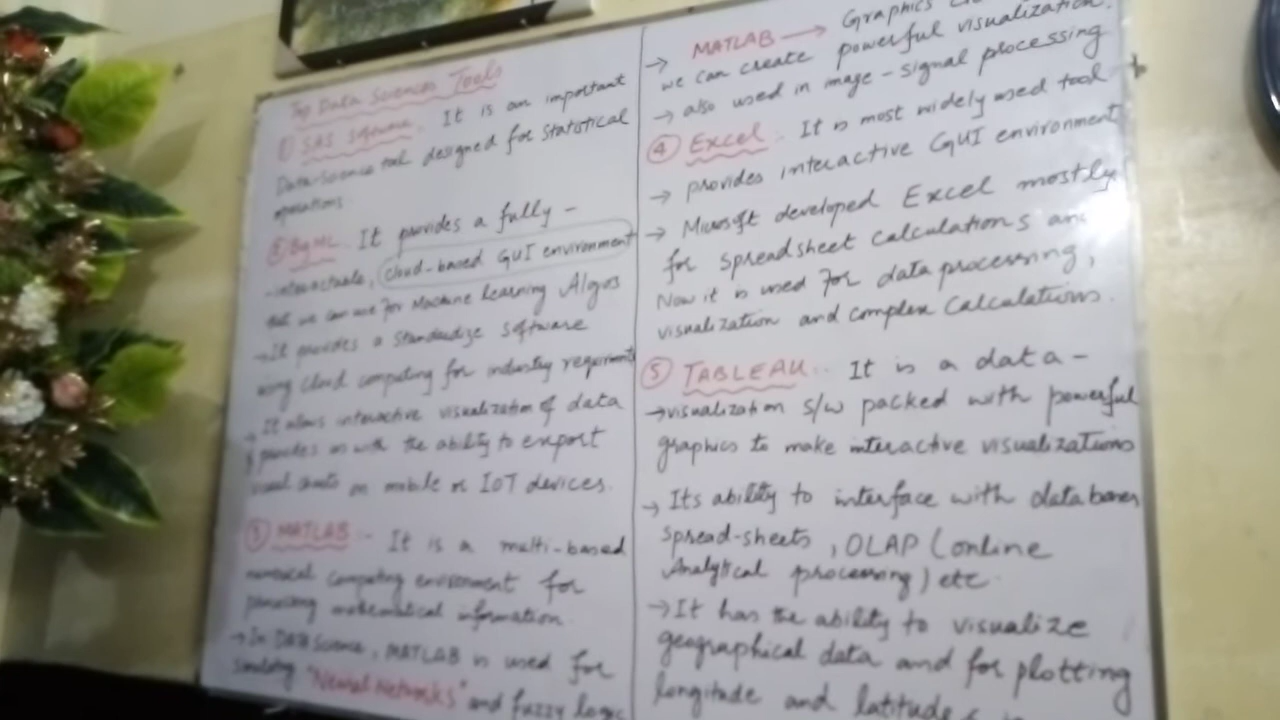 Top Data Science Tools
① SAS Software. It is an important
Data-Science tool designed for Statistical
operations
② BigML. It provides a fully -
- interactable, cloud-based GUI environment
that we can use for Machine Learning Algos
→ It provides a Standardize Software
using cloud computing for industry requirments
→ It allows interactive visualization of data
provides us with the ability to export
visual charts on mobile or IOT devices.
③ MATLAB - It is a multi-based
numerical computing environment for
processing mathematical information.
→ In DATA Science, MATLAB is used for
simulating "Neural Networks" and fuzzy logic
→ MATLAB → Graphics
we can create powerful visualization.
→ also used in image - signal processing
④ Excel. It is most widely used tool
→ provides interactive GUI environment
→ Microsoft developed Excel mostly
for spreadsheet calculations and
Now it is used for data processing,
visualization and complex calculations.
⑤ TABLEAU.. It is a data -
→ visualization s/w packed with powerful
graphics to make interactive visualizations
→ Its ability to interface with databases
spread-sheets, OLAP (online
Analytical processing) etc.
→ It has the ability to visualize
geographical data and for plotting
longitude and latitudes